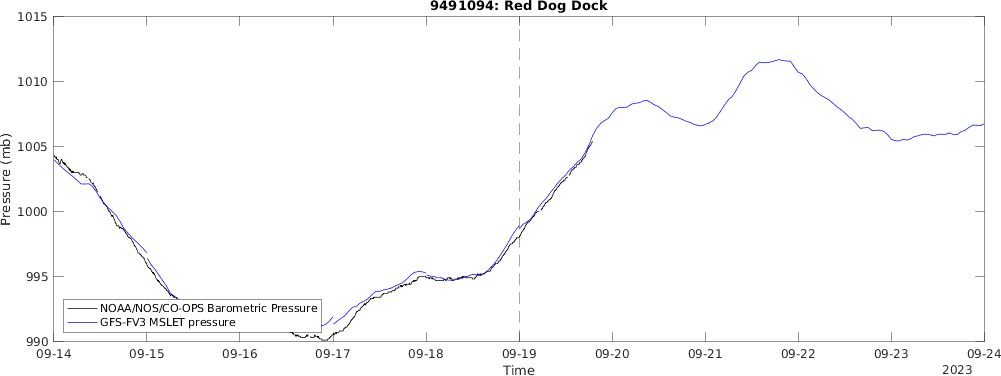 9491094: Red Dog Dock
1015
1010
1005
1000
995
990
Pressure (mb)
NOAA/NOS/CO-OPS Barometric Pressure
GFS-FV3 MSLET pressure
09-14 09-15 09-16 09-17 09-18 09-19 09-20 09-21 09-22 09-23 09-24
Time
2023